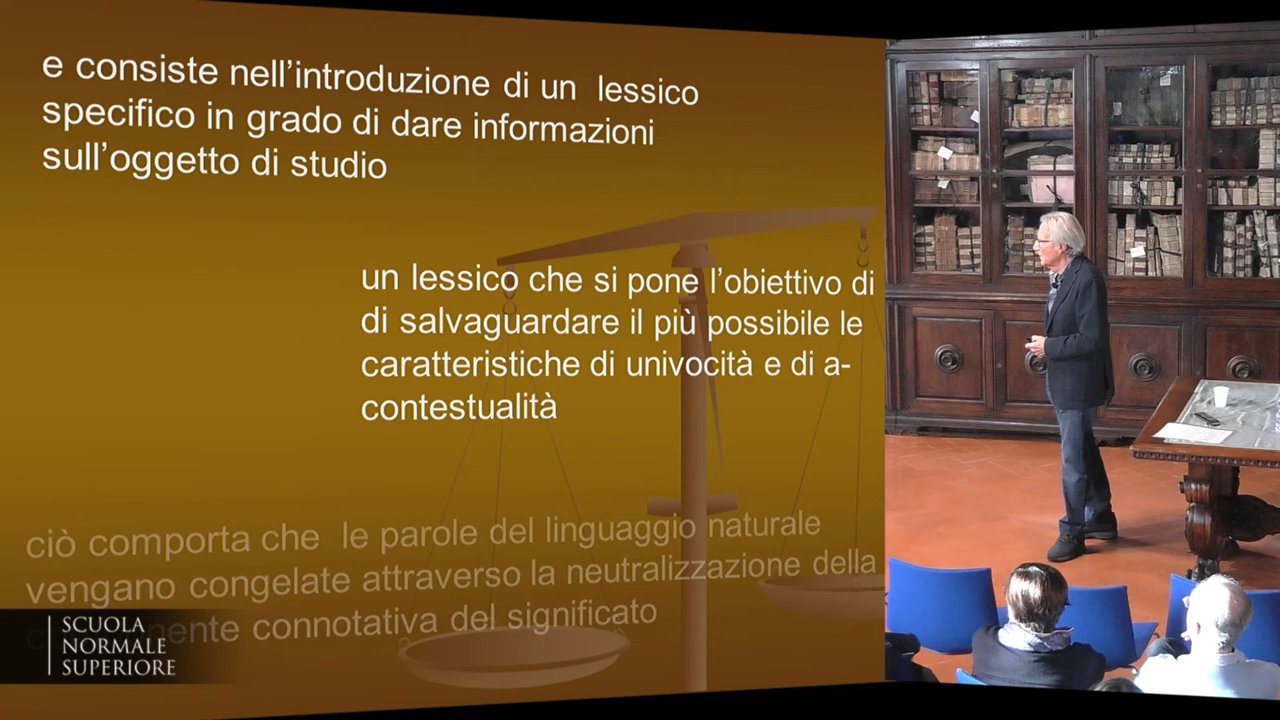 e consiste nell'introduzione di un lessico
specifico in grado di dare informazioni
sull'oggetto di studio
un lessico che si pone l'obiettivo di
di salvaguardare il più possibile le
caratteristiche di univocità e di a-
contestualità
ciò comporta che le parole del linguaggio naturale
vengano congelate attraverso la neutralizzazione della
connotativa del significato
SCUOLA
NORMALE
SUPERIORE